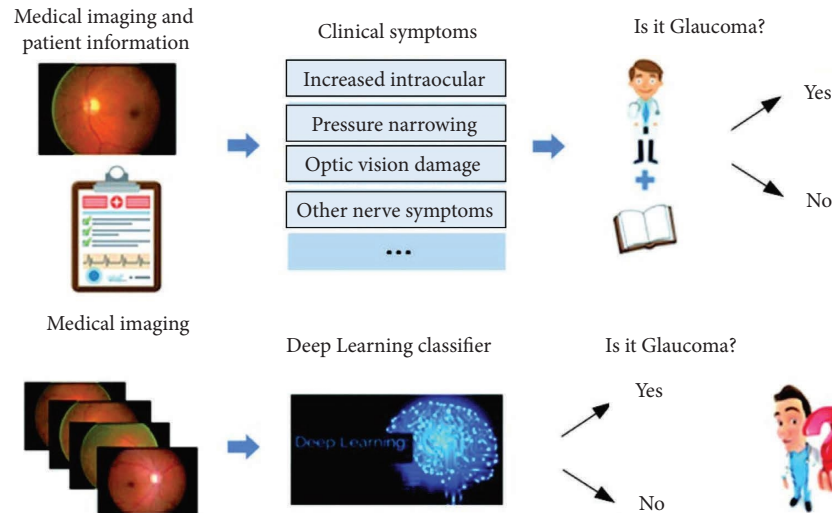 Medical imaging and
patient information
Clinical symptoms
Is it Glaucoma?
Increased intraocular
Pressure narrowing
Optic vision damage
Other nerve symptoms
...
Yes
No
Medical imaging
Deep Learning classifier
Is it Glaucoma?
Deep Learning
Yes
No
?